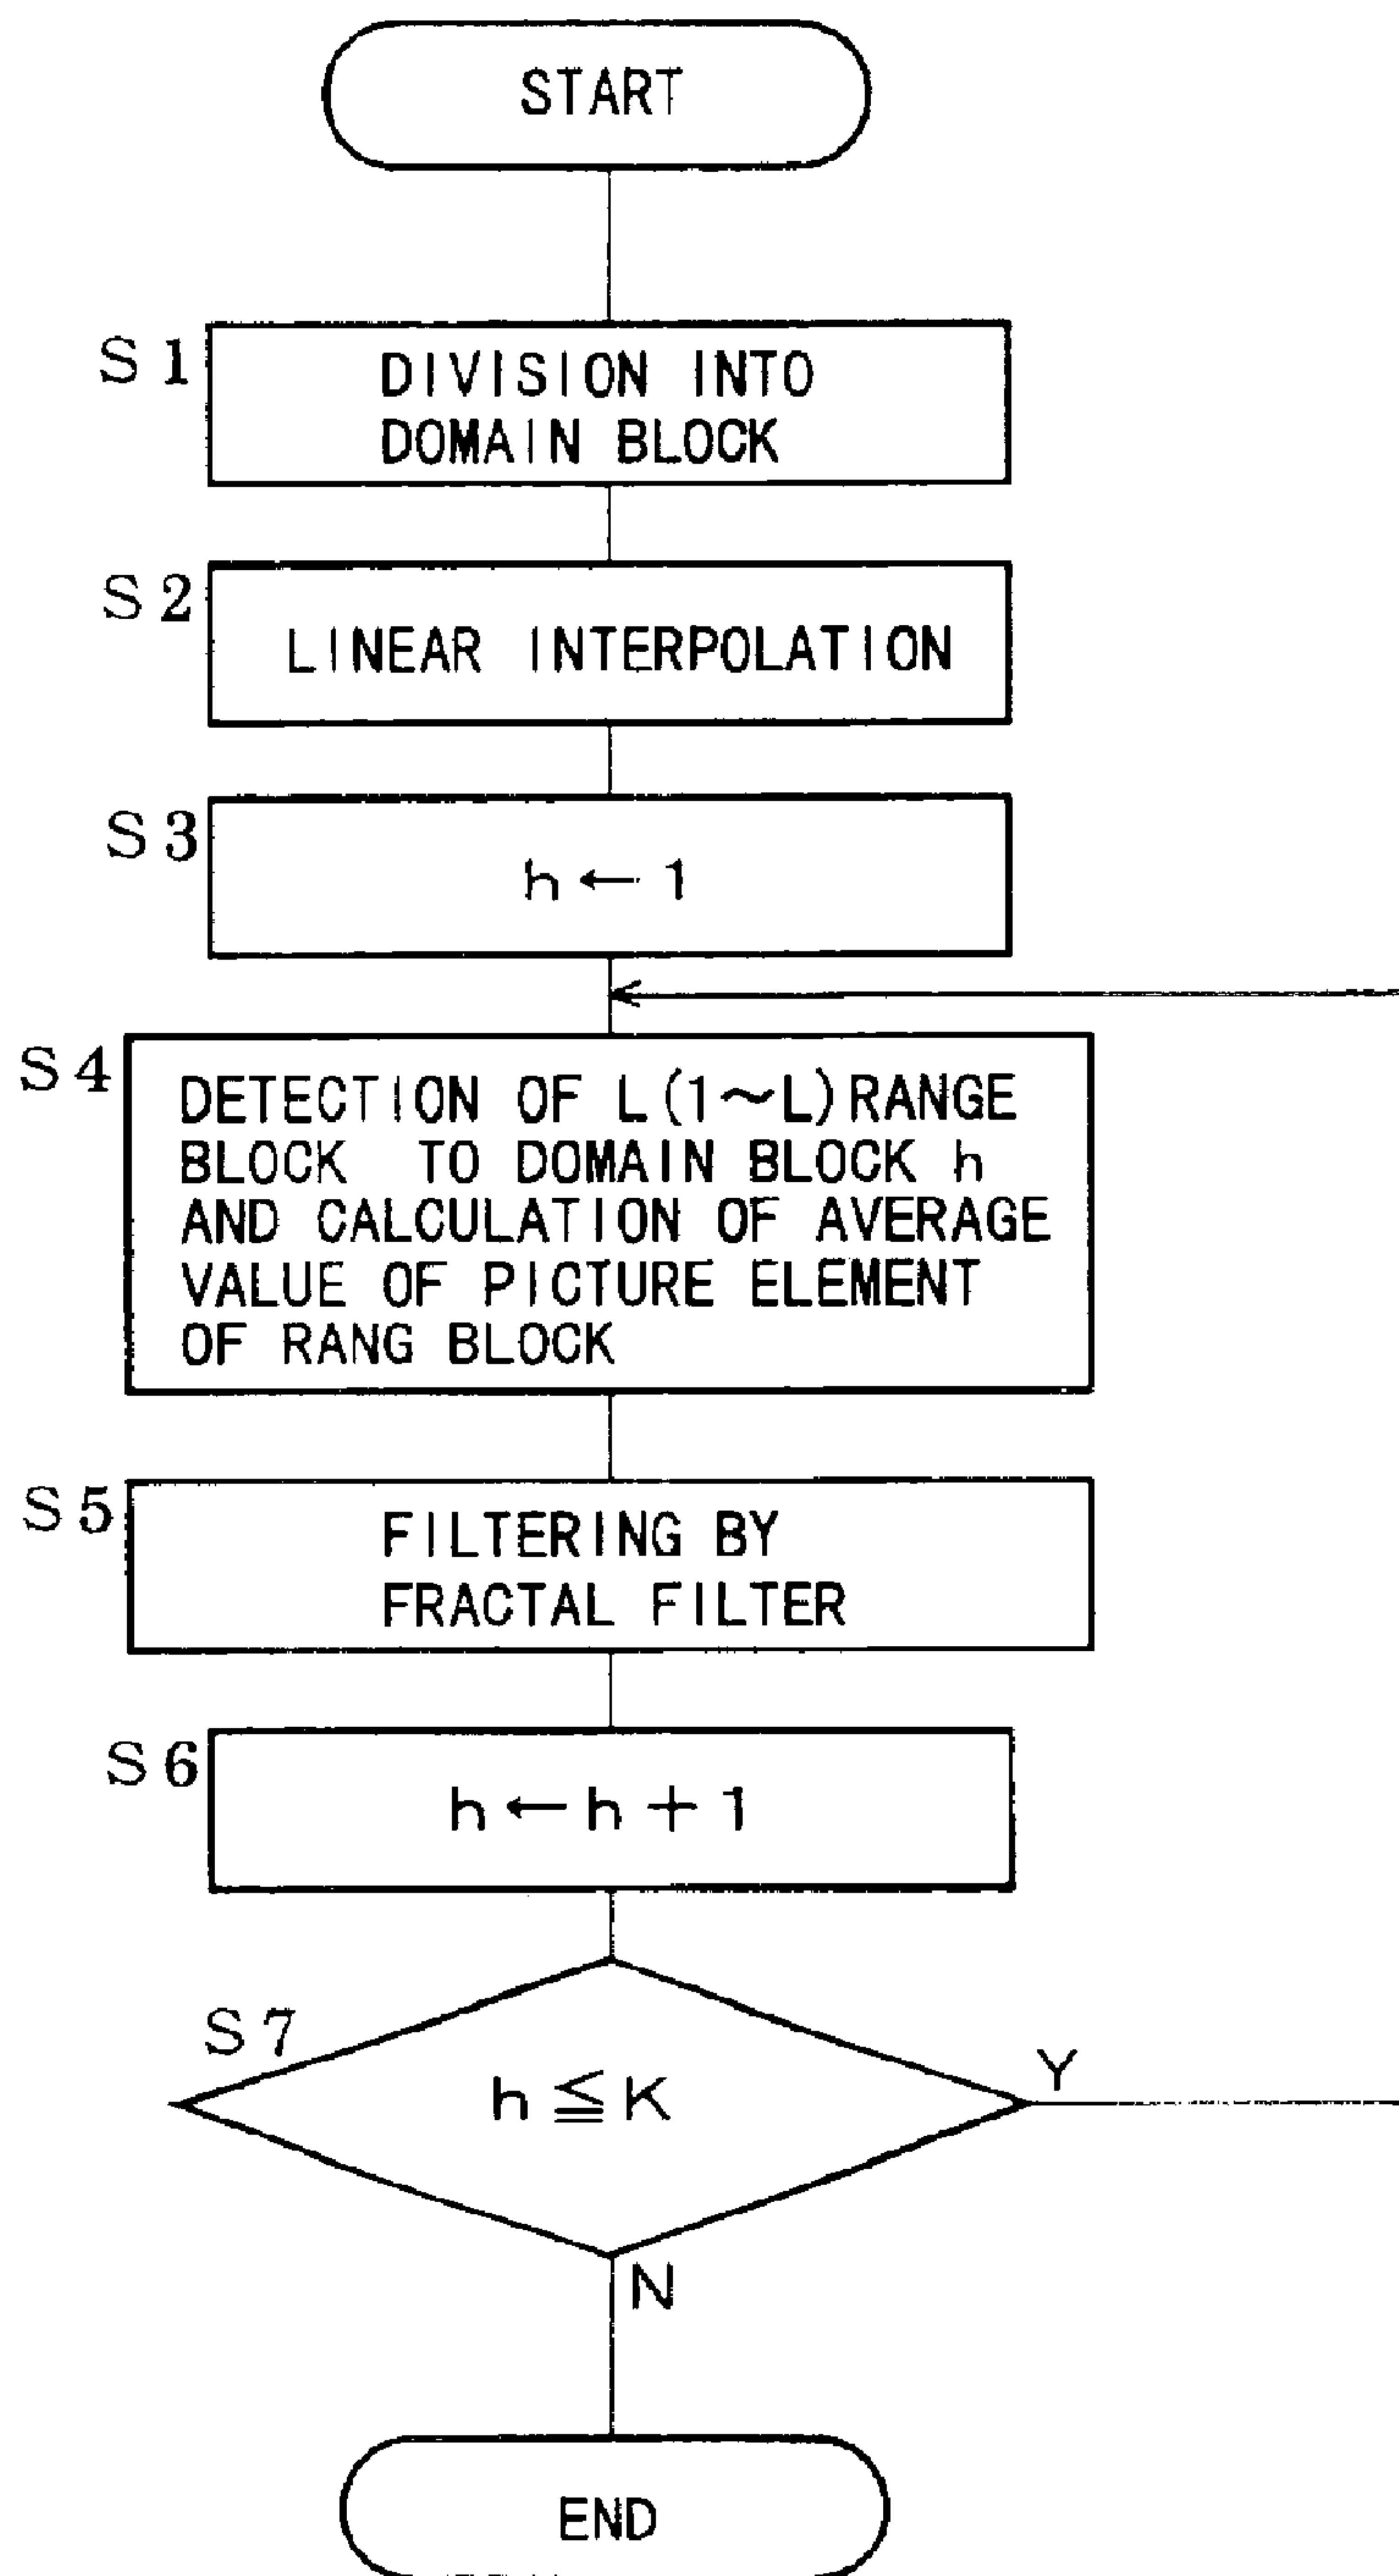 START
S1
DIVISION INTO
DOMAIN BLOCK
S2
LINEAR INTERPOLATION
S3
h ← 1
S4
DETECTION OF L(1～L)RANGE
BLOCK TO DOMAIN BLOCK h
AND CALCULATION OF AVERAGE
VALUE OF PICTURE ELEMENT
OF RANG BLOCK
S5
FILTERING BY
FRACTAL FILTER
S6
h ← h + 1
S7
h ≦ K
Y
N
END